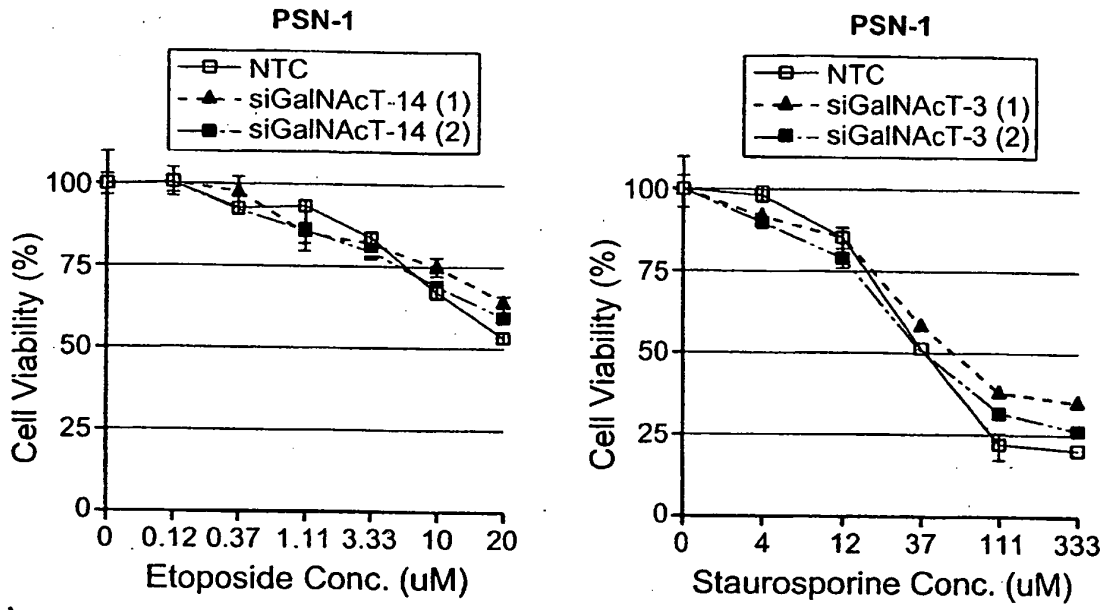 PSN-1
NTC
siGalNAcT-14 (1)
siGalNAcT-14 (2)
100
75
50
25
0
Cell Viability (%)
0 0.12 0.37 1.11 3.33 10 20
Etoposide Conc. (uM)
PSN-1
NTC
siGalNAcT-3 (1)
siGalNAcT-3 (2)
100
75
50
25
0
Cell Viability (%)
0 4 12 37 111 333
Staurosporine Conc. (uM)